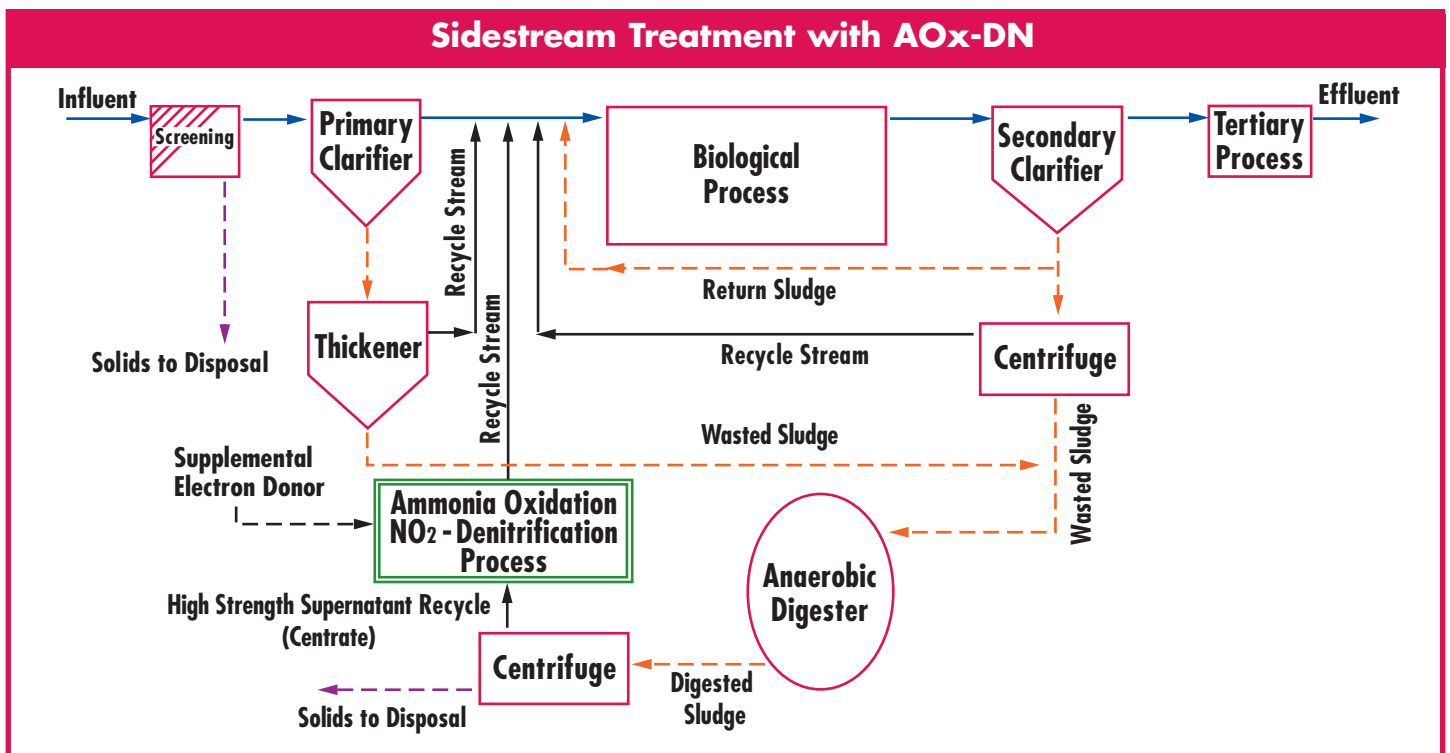 Sidestream Treatment with AOx-DN
Influent
Screening
Primary
Clarifier
Biological
Process
Secondary
Clarifier
Tertiary
Process
Effluent
Recycle Stream
Recycle Stream
Return Sludge
Thickener
Solids to Disposal
Recycle Stream
Centrifuge
Wasted Sludge
Wasted Sludge
Supplemental
Electron Donor
Ammonia Oxidation
NO2 - Denitrification
Process
Anaerobic
Digester
High Strength Supernatant Recycle
(Centrate)
Centrifuge
Digested
Sludge
Solids to Disposal